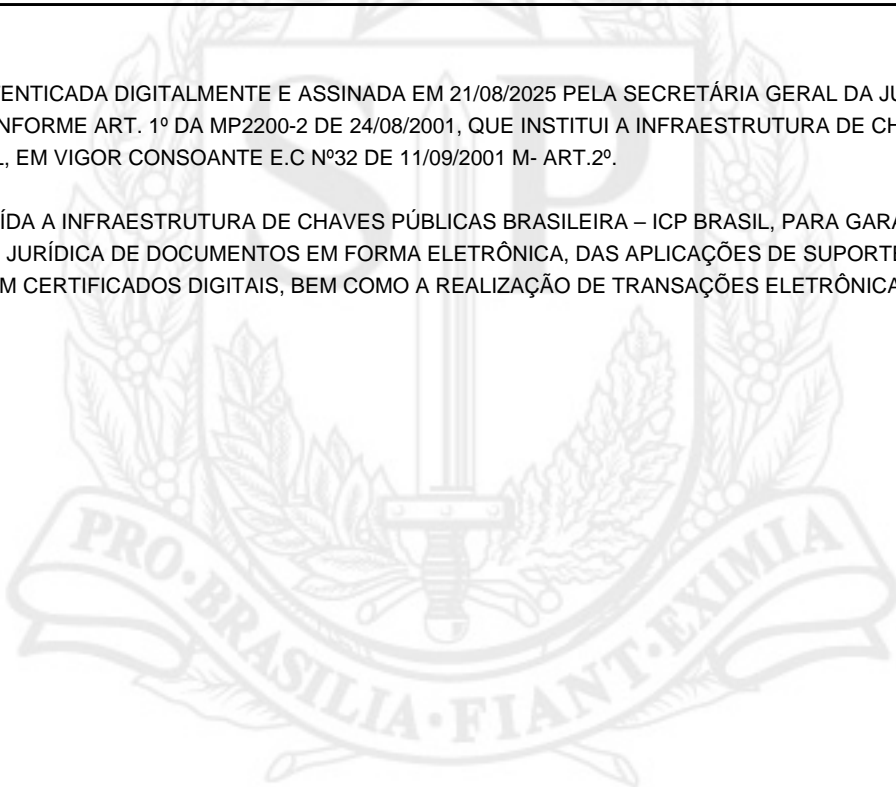 ENTICADA DIGITALMENTE E ASSINADA EM 21/08/2025 PELA SECRETÁRIA GERAL DA JU
NFORME ART. 1º DA MP2200-2 DE 24/08/2001, QUE INSTITUI A INFRAESTRUTURA DE CH
L, EM VIGOR CONSOANTE E.C Nº32 DE 11/09/2001 M- ART.2º.
ÍDA A INFRAESTRUTURA DE CHAVES PÚBLICAS BRASILEIRA – ICP BRASIL, PARA GARA
JURÍDICA DE DOCUMENTOS EM FORMA ELETRÔNICA, DAS APLICAÇÕES DE SUPORTE
M CERTIFICADOS DIGITAIS, BEM COMO A REALIZAÇÃO DE TRANSAÇÕES ELETRÔNICA
SP
PRO·BRASILIA·FIANT·EXIMIA